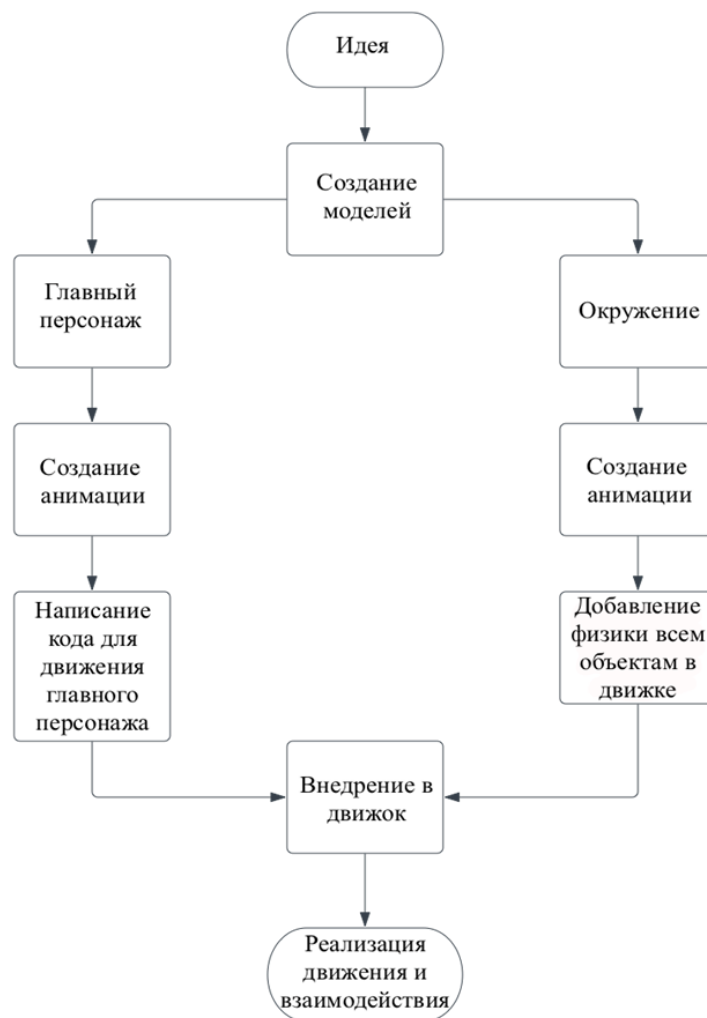 Идея
Создание
моделей
Главный
персонаж
Окружение
Создание
анимации
Создание
анимации
Написание
кода для
движения
главного
персонажа
Добавление
физики всем
объектам в
движке
Внедрение в
движок
Реализация
движения и
взаимодействия